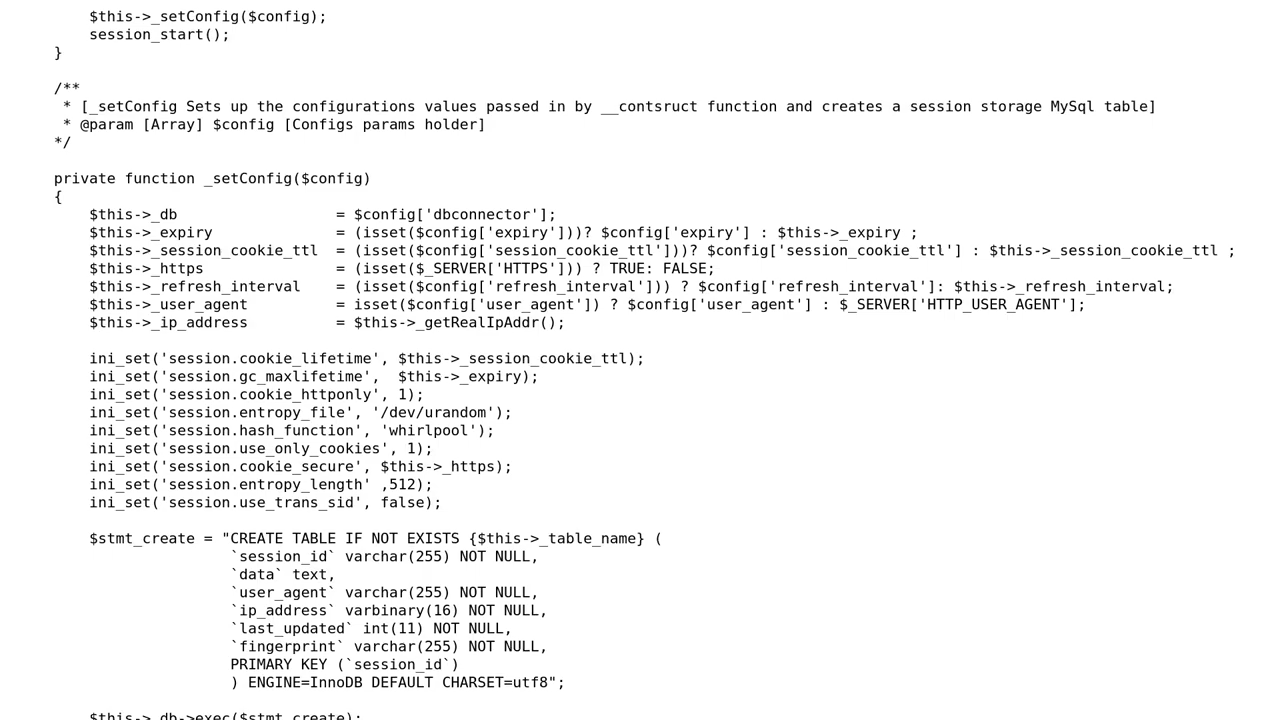 $this->_setConfig($config);
session_start();
}
/**
* [_setConfig Sets up the configurations values passed in by __contsruct function and creates a session storage MySql table]
* @param [Array] $config [Configs params holder]
*/
private function _setConfig($config)
{
$this->_db = $config['dbconnector'];
$this->_expiry = (isset($config['expiry']))? $config['expiry'] : $this->_expiry ;
$this->_session_cookie_ttl = (isset($config['session_cookie_ttl']))? $config['session_cookie_ttl'] : $this->_session_cookie_ttl ;
$this->_https = (isset($_SERVER['HTTPS'])) ? TRUE: FALSE;
$this->_refresh_interval = (isset($config['refresh_interval'])) ? $config['refresh_interval']: $this->_refresh_interval;
$this->_user_agent = isset($config['user_agent']) ? $config['user_agent'] : $_SERVER['HTTP_USER_AGENT'];
$this->_ip_address = $this->_getRealIpAddr();
ini_set('session.cookie_lifetime', $this->_session_cookie_ttl);
ini_set('session.gc_maxlifetime',  $this->_expiry);
ini_set('session.cookie_httponly', 1);
ini_set('session.entropy_file', '/dev/urandom');
ini_set('session.hash_function', 'whirlpool');
ini_set('session.use_only_cookies', 1);
ini_set('session.cookie_secure', $this->_https);
ini_set('session.entropy_length' ,512);
ini_set('session.use_trans_sid', false);
$stmt_create = "CREATE TABLE IF NOT EXISTS {$this->_table_name} (
`session_id` varchar(255) NOT NULL,
`data` text,
`user_agent` varchar(255) NOT NULL,
`ip_address` varbinary(16) NOT NULL,
`last_updated` int(11) NOT NULL,
`fingerprint` varchar(255) NOT NULL,
PRIMARY KEY (`session_id`)
) ENGINE=InnoDB DEFAULT CHARSET=utf8";
$this->_db->exec($stmt_create);